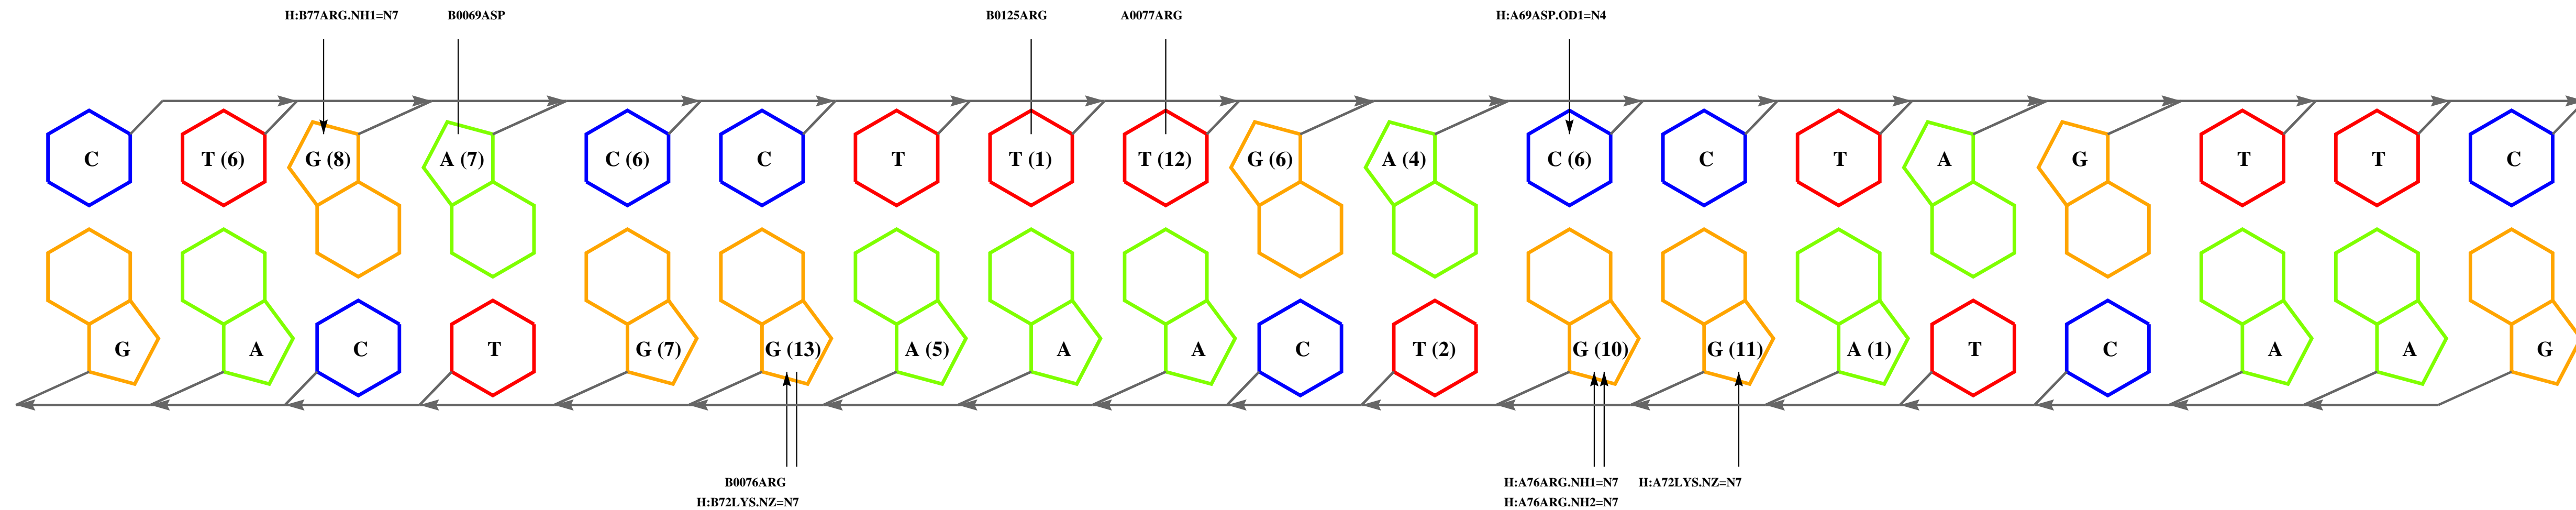 H:B77ARG.NH1=N7 B0069ASP B0125ARG A0077ARG H:A69ASP.OD1=N4
C T (6) G (8) A (7) C (6) C T T (1) T (12) G (6) A (4) C (6) C T A G T T C
G A C T G (7) G (13) A (5) A A C T (2) G (10) G (11) A (1) T C A A G
B0076ARG H:A76ARG.NH1=N7 H:A72LYS.NZ=N7
H:B72LYS.NZ=N7 H:A76ARG.NH2=N7